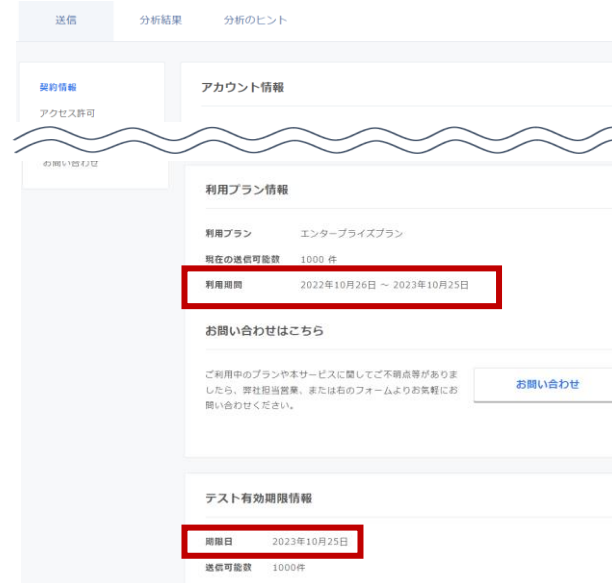 送信 分析結果 分析のヒント
契約情報
アクセス許可
お問い合わせ
アカウント情報
利用プラン情報
利用プラン エンタープライズプラン
現在の送信可能数 1000 件
利用期間 2022年10月26日 ～ 2023年10月25日
お問い合わせはこちら
ご利用中のプランや本サービスに関してご不明点等がありま
したら、弊社担当営業、または右のフォームよりお気軽にお
問い合わせください。
お問い合わせ
テスト有効期限情報
期限日 2023年10月25日
送信可能数 1000件